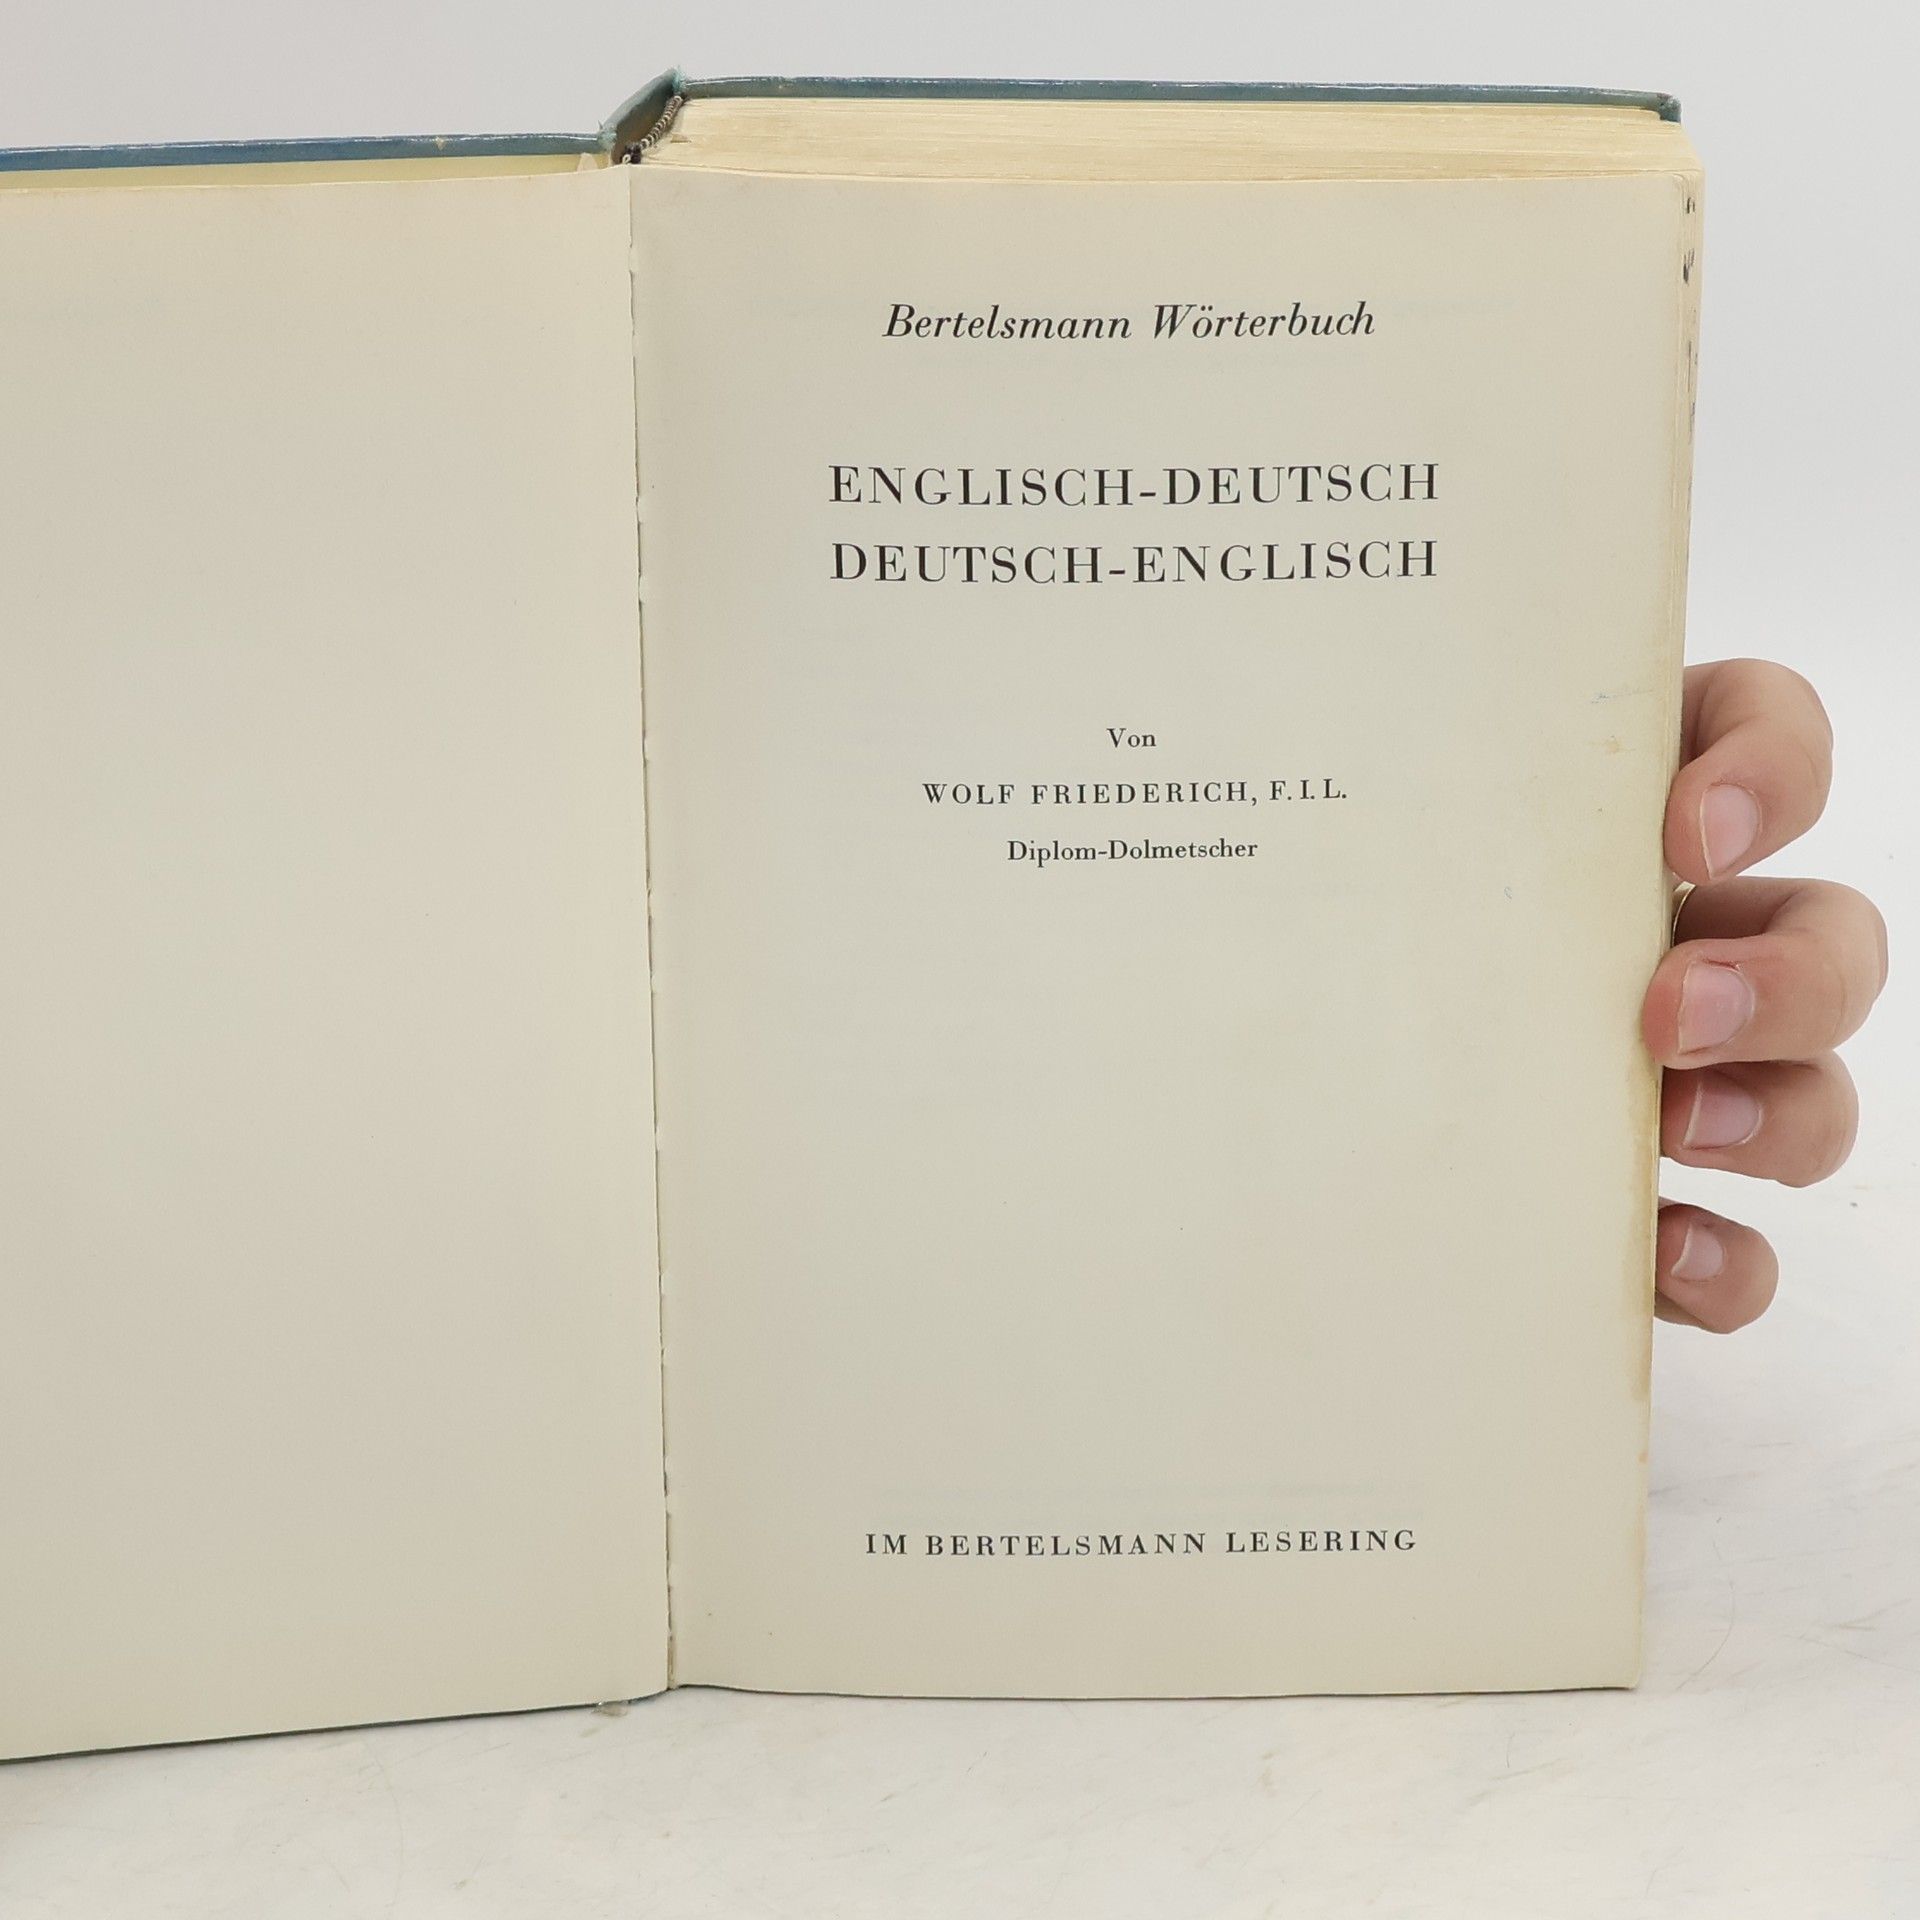 Bertelsmann Wörterbuch
ENGLISCH-DEUTSCH
DEUTSCH-ENGLISCH
Von
WOLF FRIEDERICH, F.I.L.
Diplom-Dolmetscher
IM BERTELSMANN LESERING